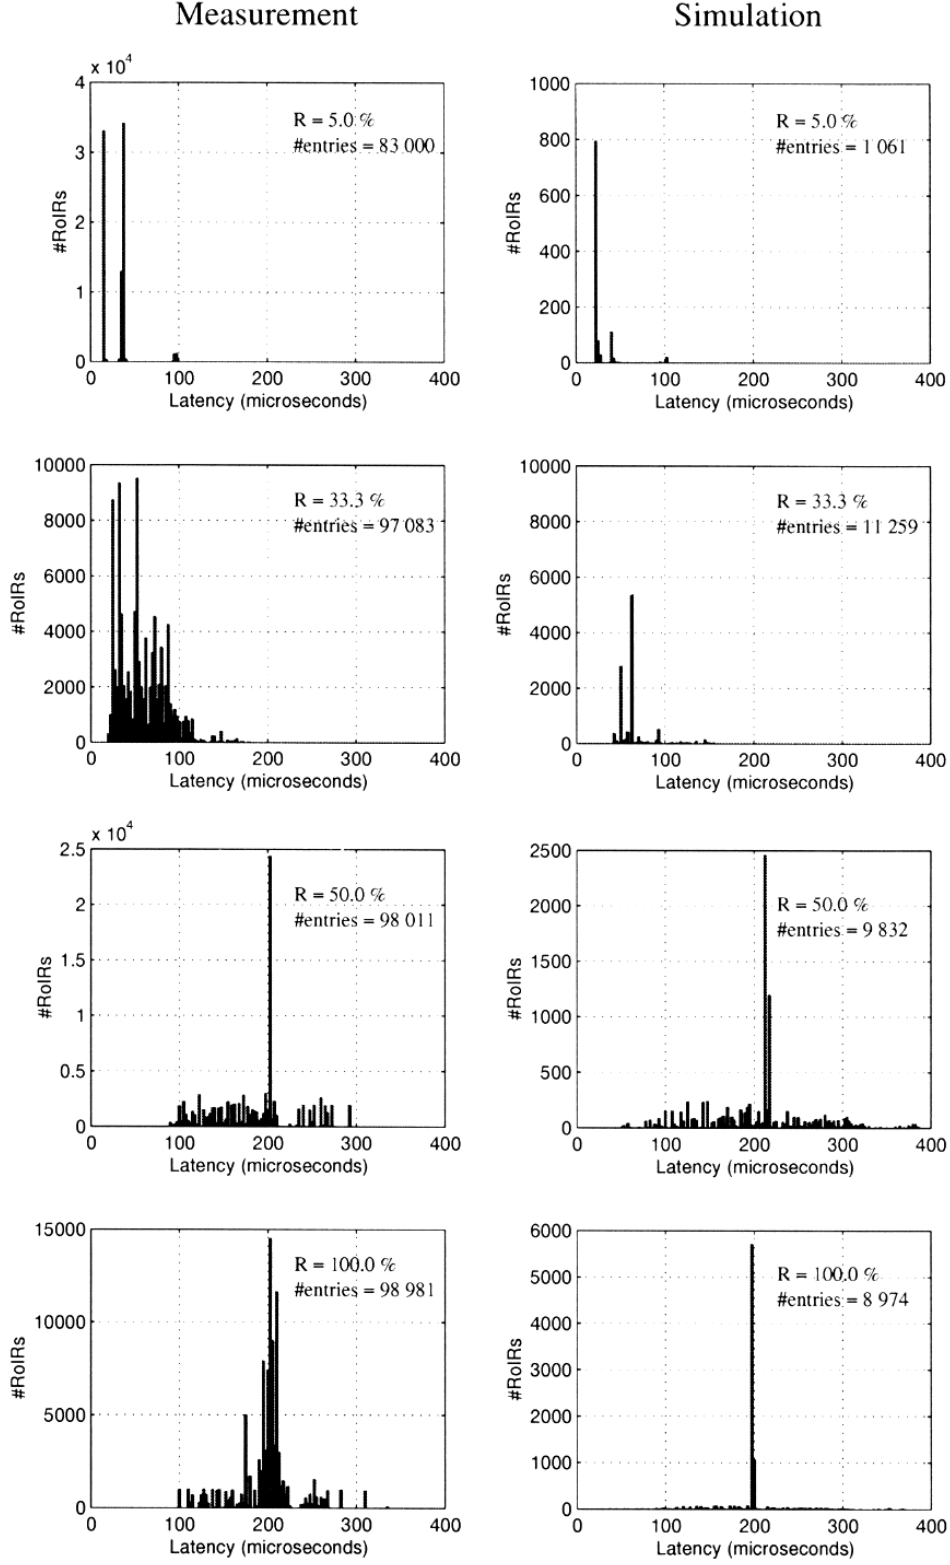 Measurement
Simulation
x 10⁴
4
3
2
1
0
#RoIRs
R = 5.0 %
#entries = 83 000
0 100 200 300 400
Latency (microseconds)
1000
800
600
400
200
0
#RoIRs
R = 5.0 %
#entries = 1 061
0 100 200 300 400
Latency (microseconds)
10000
8000
6000
4000
2000
0
#RoIRs
R = 33.3 %
#entries = 97 083
0 100 200 300 400
Latency (microseconds)
10000
8000
6000
4000
2000
0
#RoIRs
R = 33.3 %
#entries = 11 259
0 100 200 300 400
Latency (microseconds)
x 10⁴
2.5
2
1.5
1
0.5
0
#RoIRs
R = 50.0 %
#entries = 98 011
0 100 200 300 400
Latency (microseconds)
2500
2000
1500
1000
500
0
#RoIRs
R = 50.0 %
#entries = 9 832
0 100 200 300 400
Latency (microseconds)
15000
10000
5000
0
#RoIRs
R = 100.0 %
#entries = 98 981
0 100 200 300 400
Latency (microseconds)
6000
5000
4000
3000
2000
1000
0
#RoIRs
R = 100.0 %
#entries = 8 974
0 100 200 300 400
Latency (microseconds)